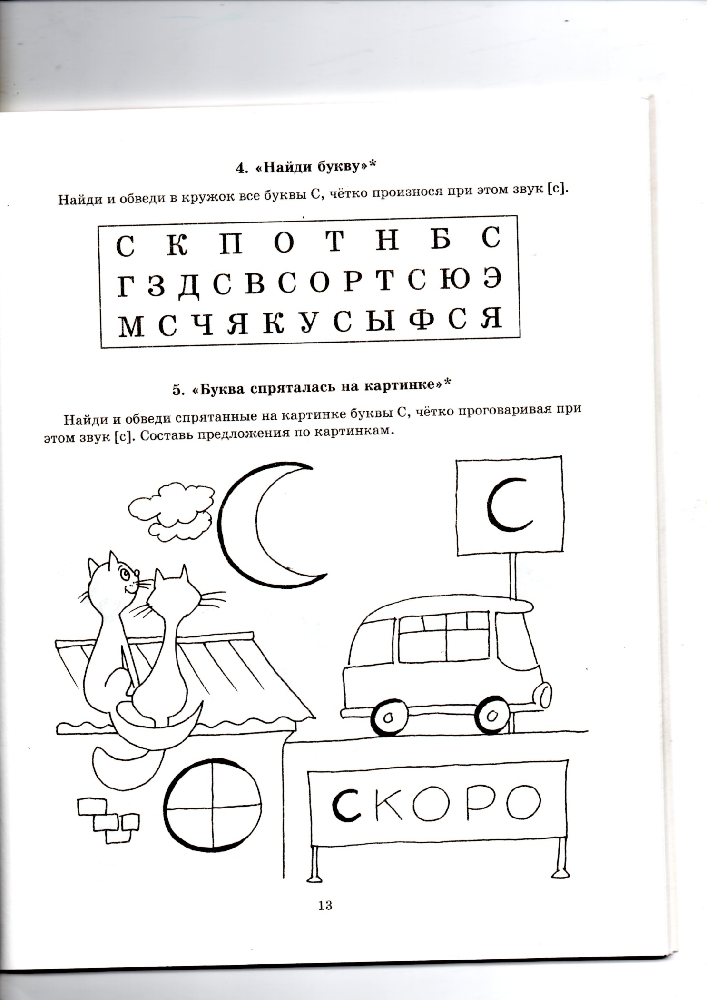 4. «Найди букву»*
Найди и обведи в кружок все буквы С, чётко произнося при этом звук [с].
С К П О Т Н Б С
Г З Д С В С О Р Т С Ю Э
М С Ч Я К У С Ы Ф С Я
5. «Буква спряталась на картинке»*
Найди и обведи спрятанные на картинке буквы С, чётко проговаривая при
этом звук [с]. Составь предложения по картинкам.
С
СКОРО
13